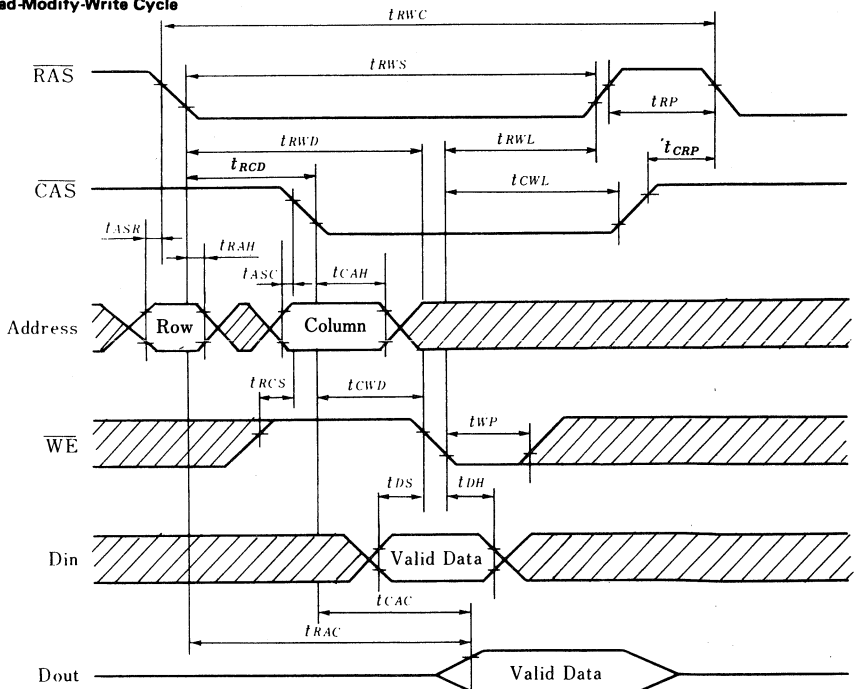 ad-Modify-Write Cycle
tRWC
RAS
tRWS
tRP
tRWD
tRWL
tCRP
tRCD
tCWL
CAS
tASR
tRAH
tASC
tCAH
Address
Row
Column
tRCS
tCWD
tWP
WE
tDS
tDH
Din
Valid Data
tCAC
tRAC
Dout
Valid Data